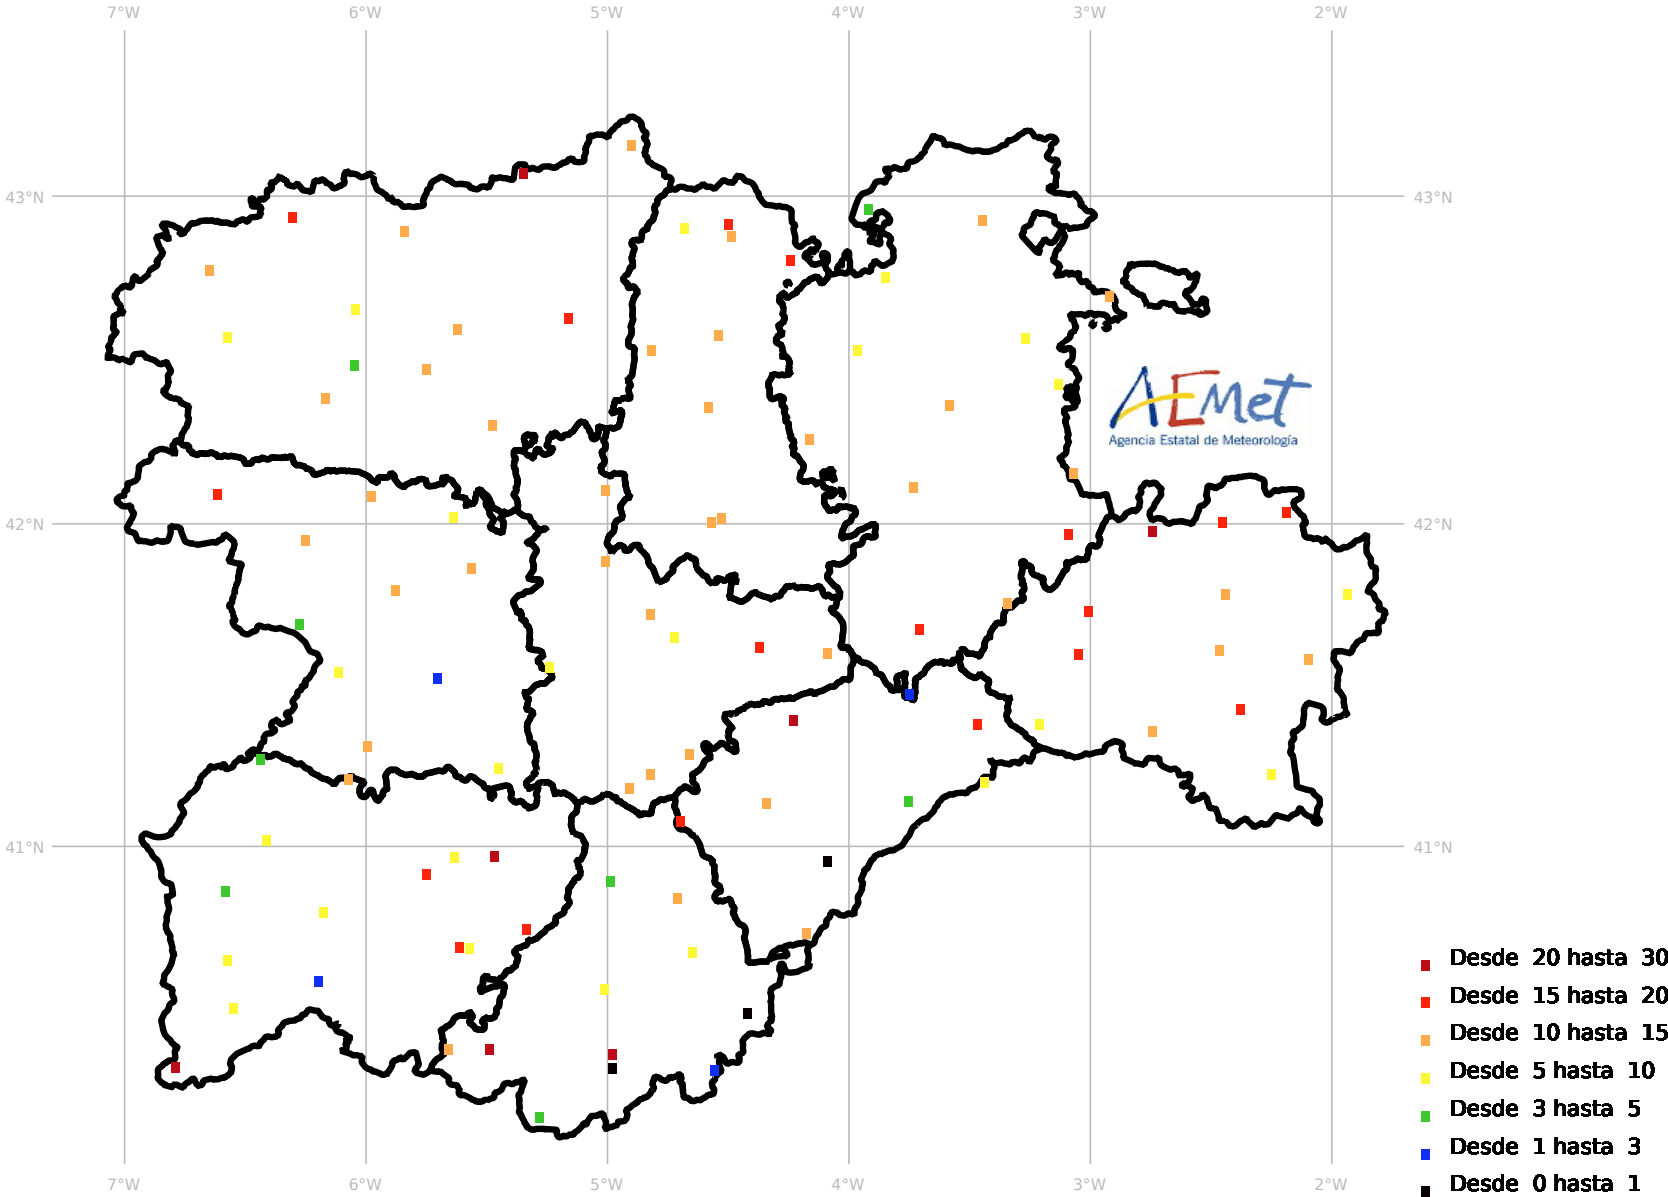 7°W 6°W 5°W 4°W 3°W 2°W
43°N 43°N
AEMet
Agencia Estatal de Meteorología
42°N 42°N
41°N 41°N
Desde 20 hasta 30
Desde 15 hasta 20
Desde 10 hasta 15
Desde 5 hasta 10
Desde 3 hasta 5
Desde 1 hasta 3
Desde 0 hasta 1
7°W 6°W 5°W 4°W 3°W 2°W